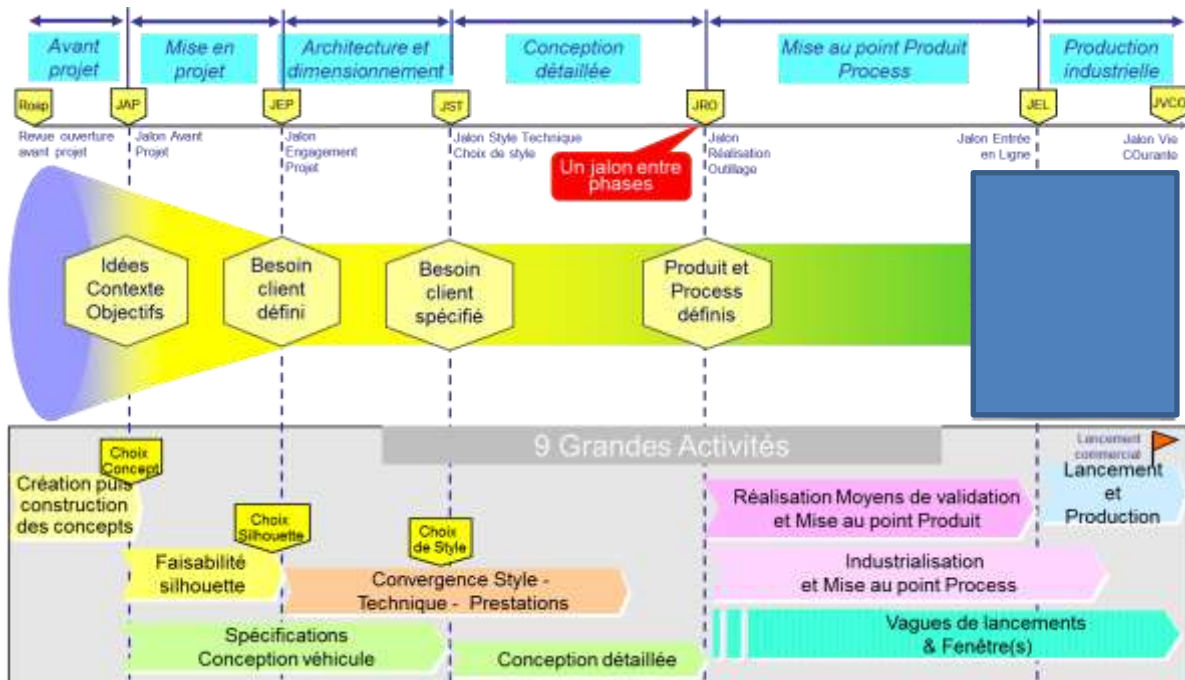 Avant
projet
Mise en
projet
Architecture et
dimensionnement
Conception
détaillée
Mise au point Produit
Process
Production
industrielle
Roap
JAP
JEP
JST
JRO
JEL
JVCO
Revue ouverture
avant projet
Jalon Avant
Projet
Jalon
Engagement
Projet
Jalon Style Technique
Choix de style
Un jalon entre
phases
Jalon
Réalisation
Outillage
Jalon Entrée
en Ligne
Jalon Vie
COurante
Idées
Contexte
Objectifs
Besoin
client
défini
Besoin
client
spécifié
Produit et
Process
définis
9 Grandes Activités
Lancement
commercial
Choix
Concept
Création puis
construction
des concepts
Choix
Silhouette
Faisabilité
silhouette
Choix
de Style
Convergence Style -
Technique - Prestations
Spécifications
Conception véhicule
Conception détaillée
Réalisation Moyens de validation
et Mise au point Produit
Lancement
et
Production
Industrialisation
et Mise au point Process
Vagues de lancements
& Fenêtre(s)